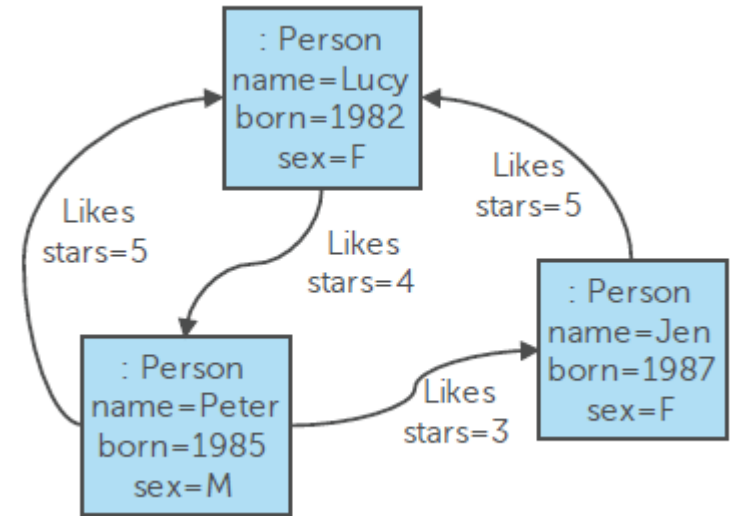 : Person
name=Lucy
born=1982
sex=F
Likes
stars=5
Likes
stars=4
Likes
stars=5
: Person
name=Peter
born=1985
sex=M
Likes
stars=3
: Person
name=Jen
born=1987
sex=F